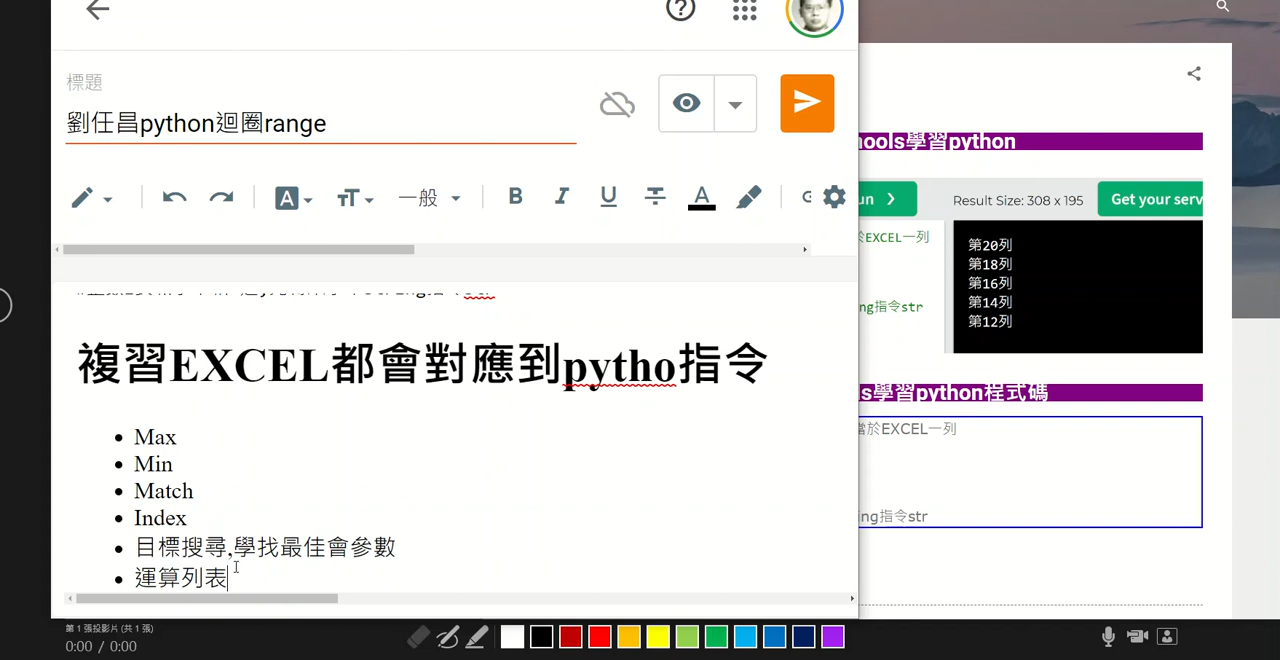 標題
劉任昌python迴圈range
一般
B I U A
G
複習EXCEL都會對應到pytho指令
Max
Min
Match
Index
目標搜尋,學找最佳會參數
運算列表
ools學習python
un
Result Size: 308 x 195
Get your serv
於EXCEL一列
ng指令str
第20列
第18列
第16列
第14列
第12列
s學習python程式碼
當於EXCEL一列
ing指令str
第 1 張投影片 (共 1 張)
0:00 / 0:00